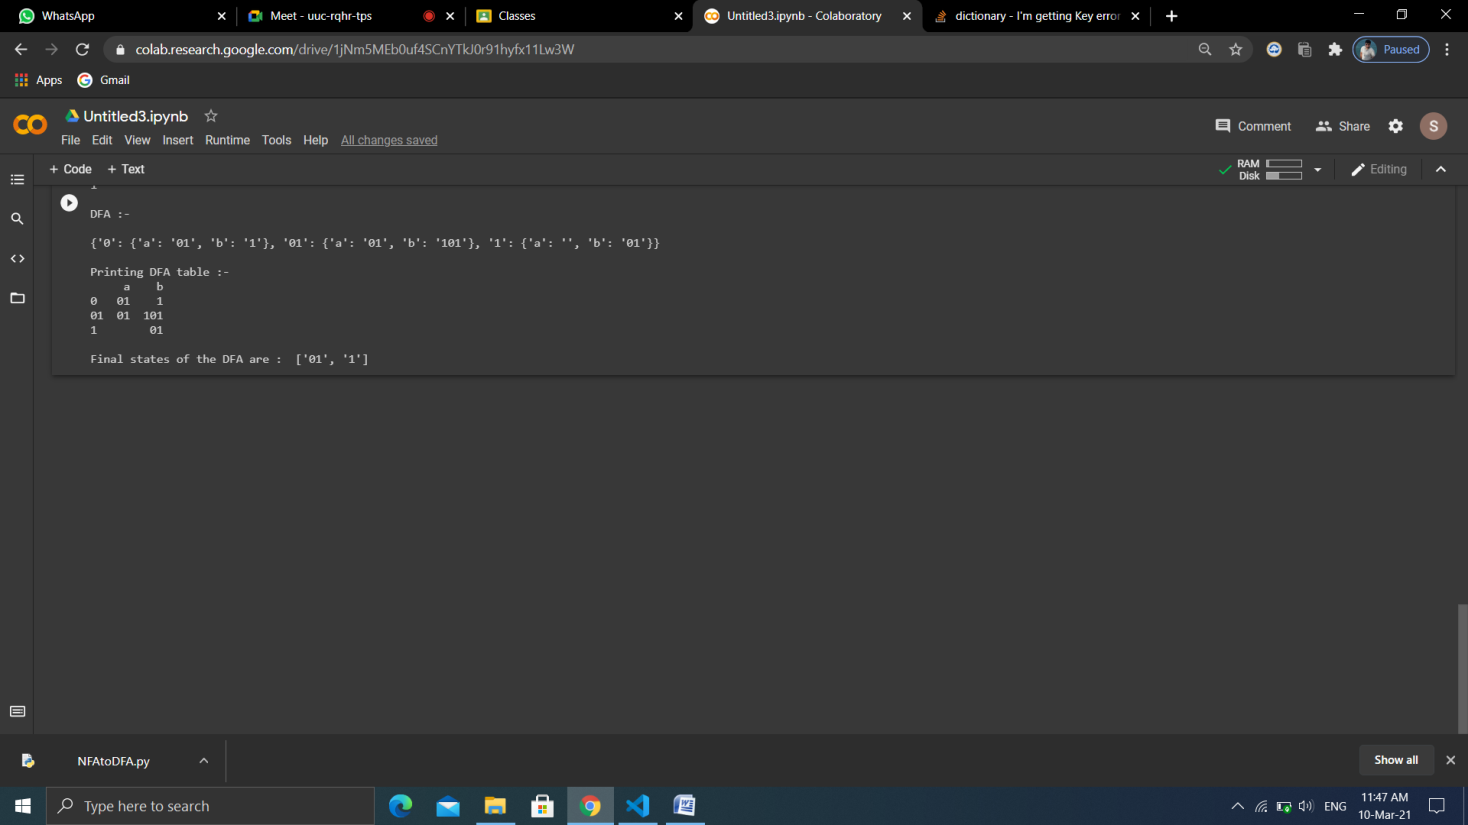 WhatsApp
Meet - uuc-rqhr-tps
Classes
Untitled3.ipynb - Colaboratory
dictionary - I'm getting Key error
colab.research.google.com/drive/1jNm5MEb0uf4SCnYTkJ0r91hyfx11Lw3W
Paused
Apps
Gmail
Untitled3.ipynb
File Edit View Insert Runtime Tools Help All changes saved
Comment
Share
S
+ Code + Text
RAM
Disk
Editing
DFA :-
{'0': {'a': '01', 'b': '1'}, '01': {'a': '01', 'b': '101'}, '1': {'a': '', 'b': '01'}}
Printing DFA table :-
a b
0 01 1
01 01 101
1 01
Final states of the DFA are : ['01', '1']
NFAtoDFA.py
Show all
Type here to search
ENG
11:47 AM
10-Mar-21